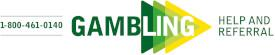 1-800-461-0140
GAMBLING
HELP AND
REFERRAL